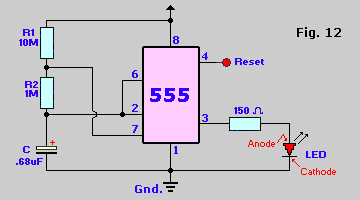 Fig. 12
R1
10M
8
4
Reset
R2
1M
6
555
2
150 Ω
3
7
Anode
LED
C
+
.68uF
1
Cathode
Gnd.